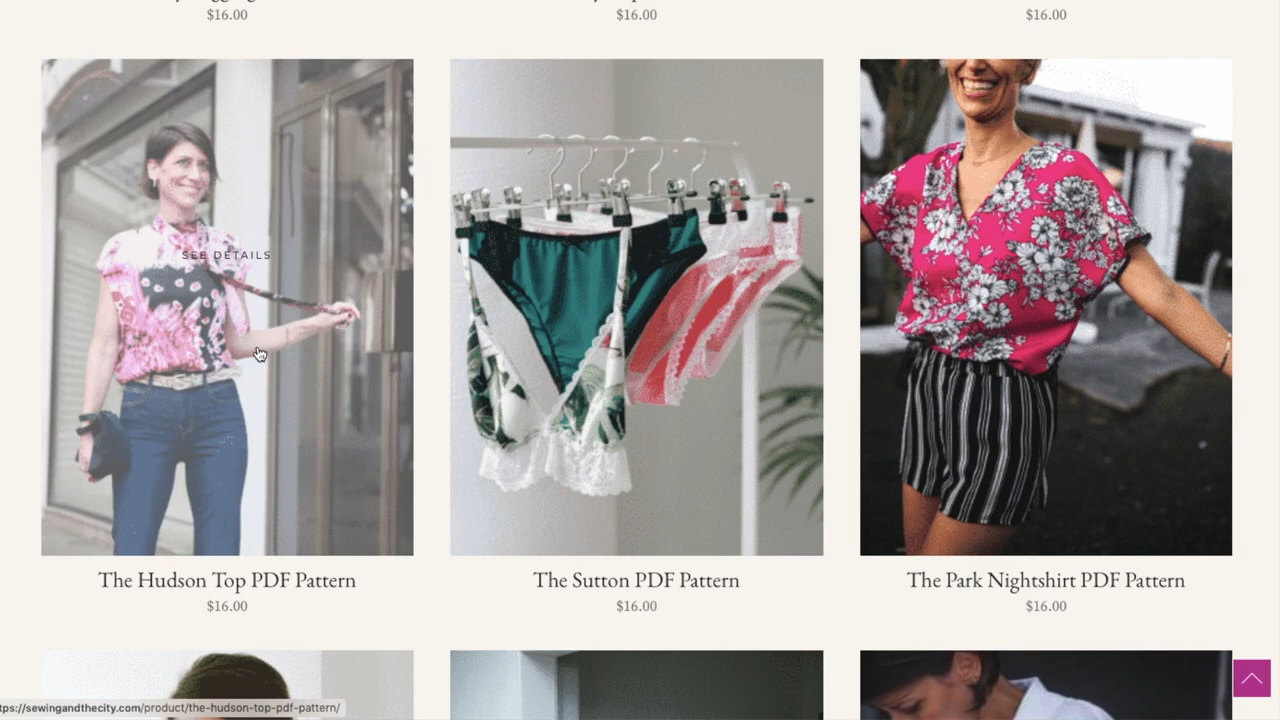 $16.00
$16.00
$16.00
SEE DETAILS
The Hudson Top PDF Pattern
$16.00
The Sutton PDF Pattern
$16.00
The Park Nightshirt PDF Pattern
$16.00
tps://sewingandthecity.com/product/the-hudson-top-pdf-pattern/